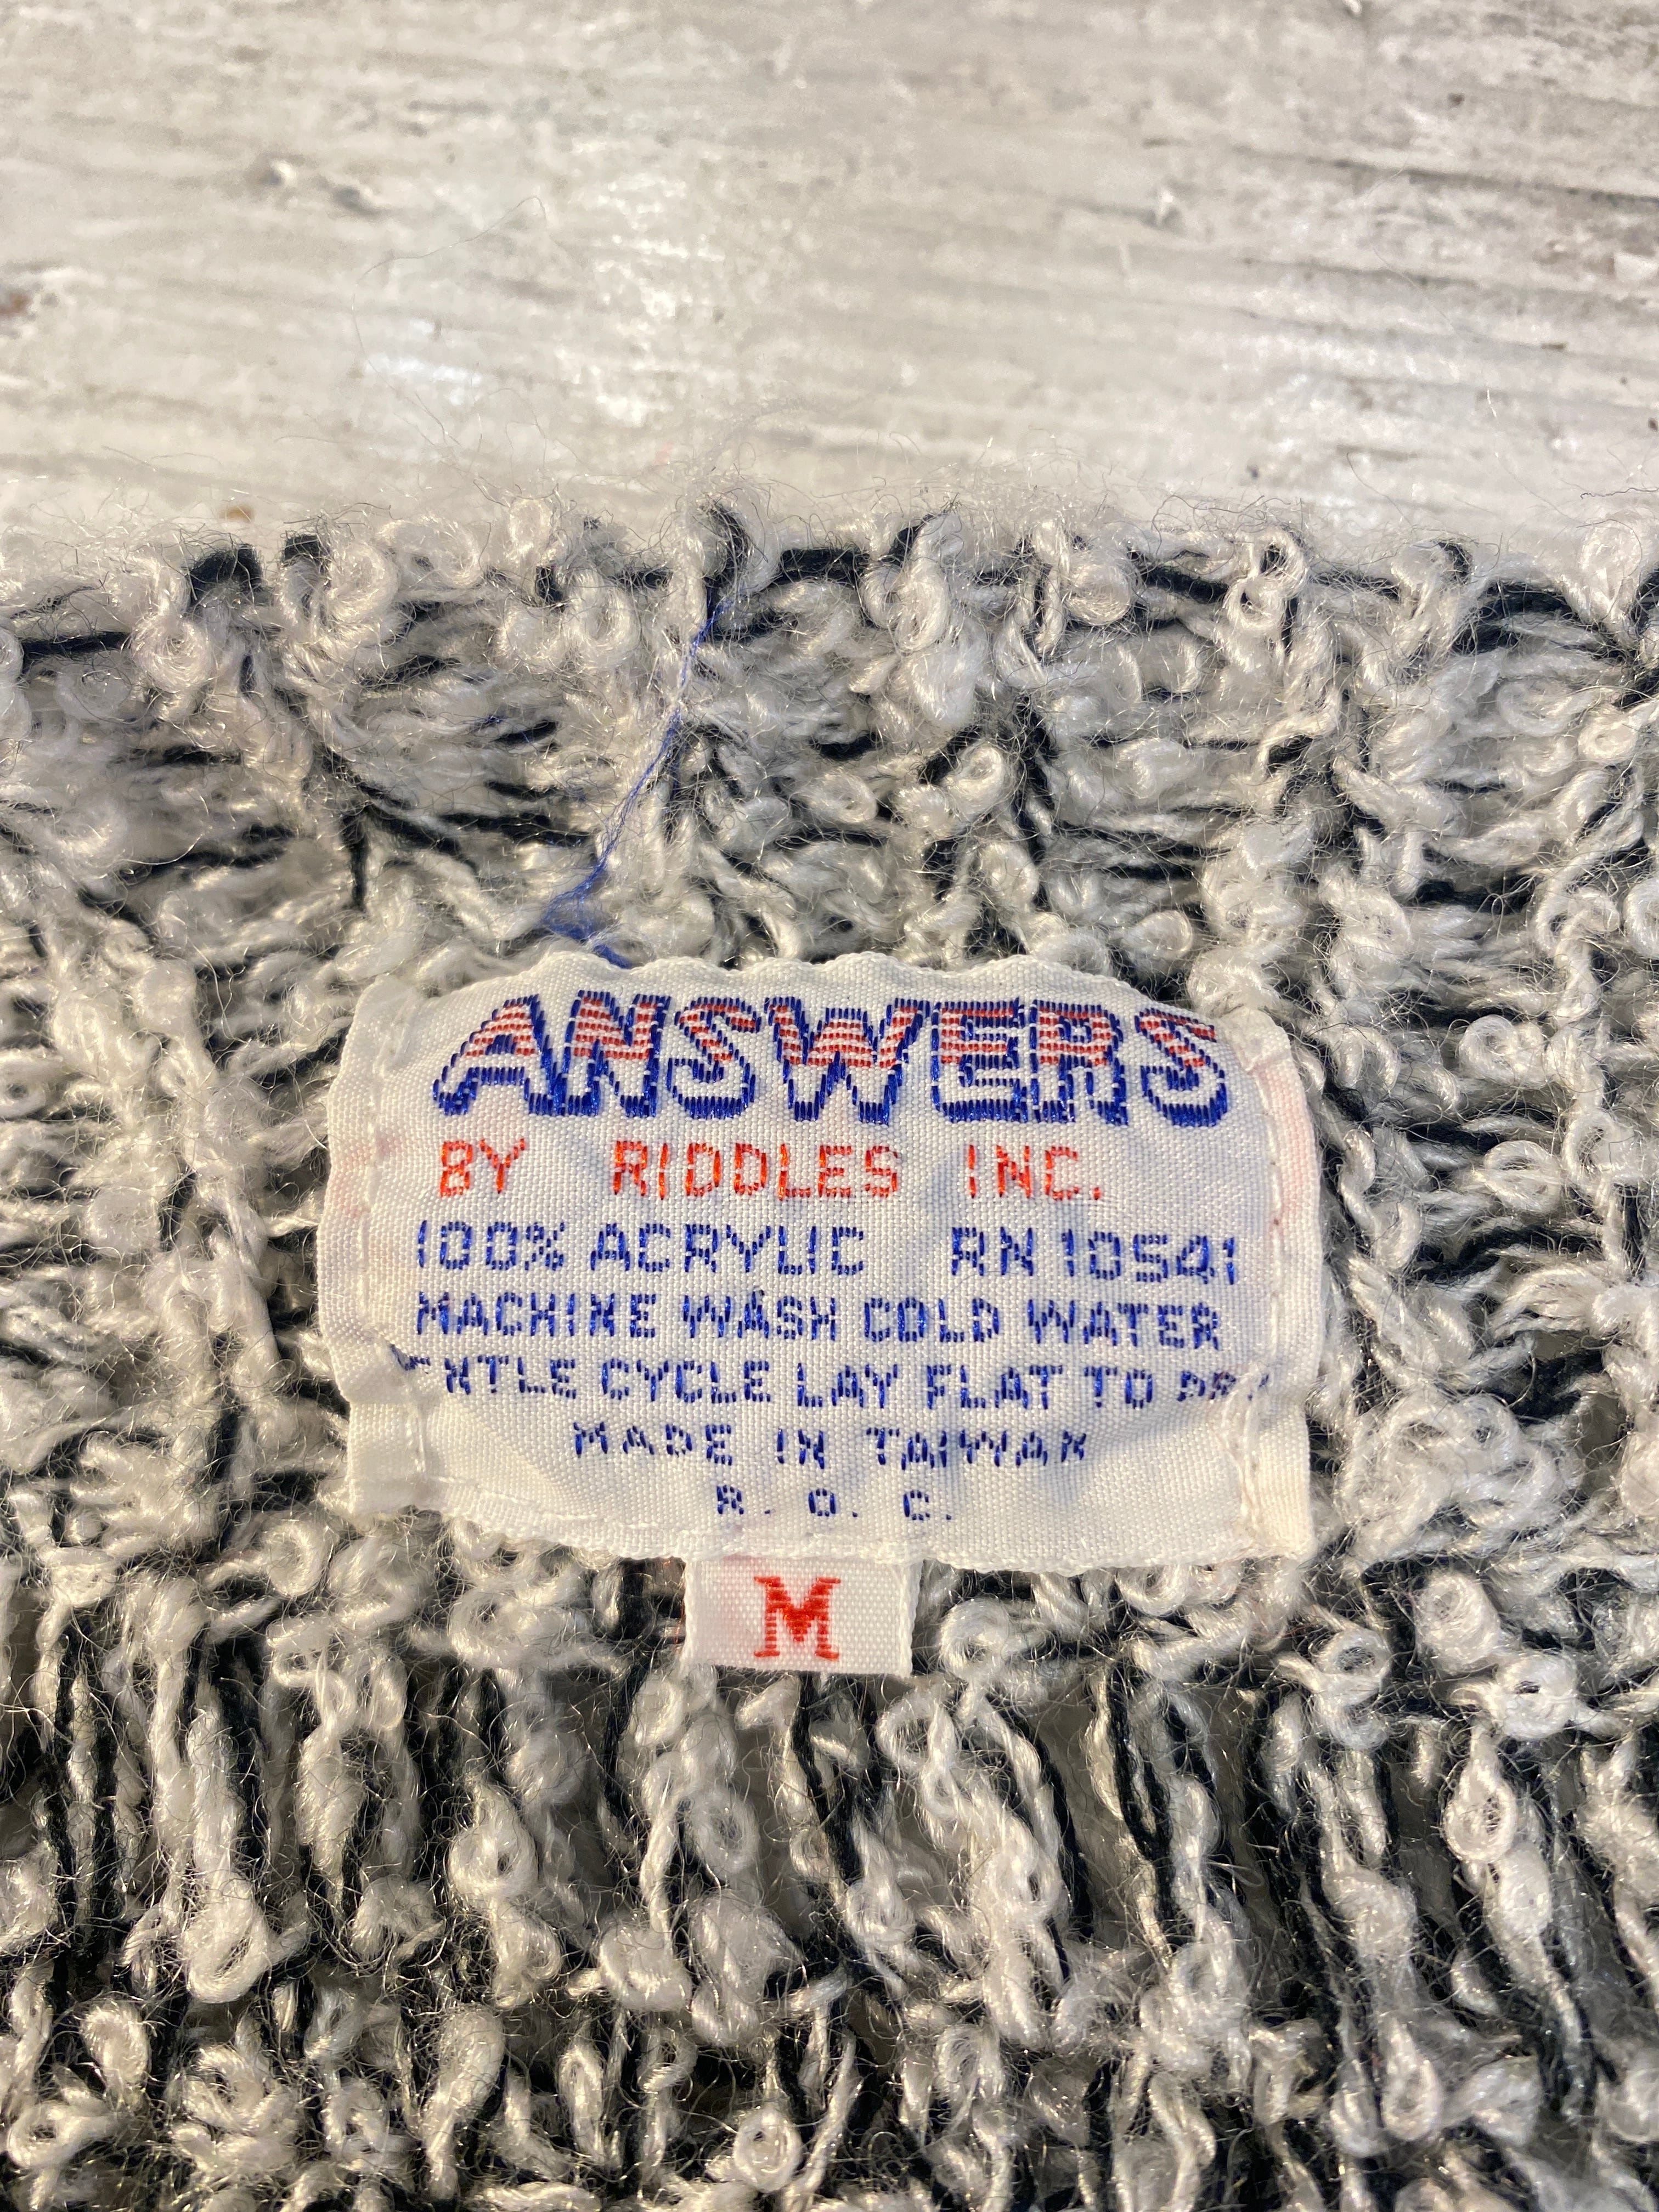 ANSWERS
BY RIDDLES INC.
100% ACRYLIC RN 10541
MACHINE WASH COLD WATER
CYCLE LAY FLAT TO
MADE IN TAIWAN
R. O. C.
M